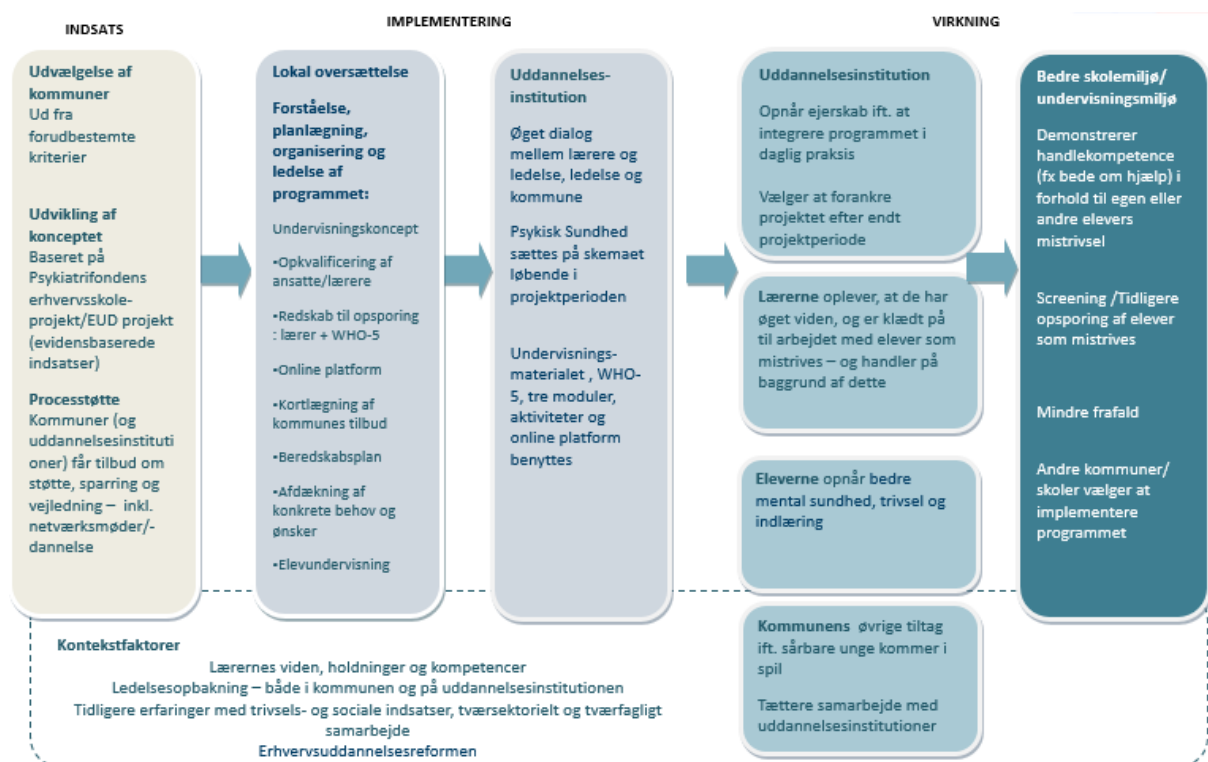 INDSATS
IMPLEMENTERING
VIRKNING
Udvælgelse af
kommuner
Ud fra
forudbestemte
kriterier
Udvikling af
konceptet
Baseret på
Psykiatrifondens
erhvervsskole-
projekt/EUD projekt
(evidensbaserede
indsatser)
Processtøtte
Kommuner (og
uddannelsesinstituti
oner) får tilbud om
støtte, sparring og
vejledning – inkl.
netværksmøder/-
dannelse
Lokal oversættelse
Forståelse,
planlægning,
organisering og
ledelse af
programmet:
Undervisningskoncept
•Opkvalificering af
ansatte/lærere
•Redskab til opsporing
: lærer + WHO-5
•Online platform
•Kortlægning af
kommunes tilbud
•Beredskabsplan
•Afdækning af
konkrete behov og
ønsker
•Elevundervisning
Uddannelses-
institution
Øget dialog
mellem lærere og
ledelse, ledelse og
kommune
Psykisk Sundhed
sættes på skemaet
løbende i
projektperioden
Undervisnings-
materialet , WHO-
5, tre moduler,
aktiviteter og
online platform
benyttes
Uddannelsesinstitution
Opnår ejerskab ift. at
integrere programmet i
daglig praksis
Vælger at forankre
projektet efter endt
projektperiode
Lærerne oplever, at de har
øget viden, og er klædt på
til arbejdet med elever som
mistrives – og handler på
baggrund af dette
Eleverne opnår bedre
mental sundhed, trivsel og
indlæring
Kommunens øvrige tiltag
ift. sårbare unge kommer i
spil
Tættere samarbejde med
uddannelsesinstitutioner
Bedre skolemiljø/
undervisningsmiljø
Demonstrerer
handlekompetence
(fx bede om hjælp) i
forhold til egen eller
andre elevers
mistrivsel
Screening /Tidligere
opsporing af elever
som mistrives
Mindre frafald
Andre kommuner/
skoler vælger at
implementere
programmet
Kontekstfaktorer
Lærernes viden, holdninger og kompetencer
Ledelsesopbakning – både i kommunen og på uddannelsesinstitutionen
Tidligere erfaringer med trivsels- og sociale indsatser, tværsektorielt og tværfagligt
samarbejde
Erhvervsuddannelsesreformen